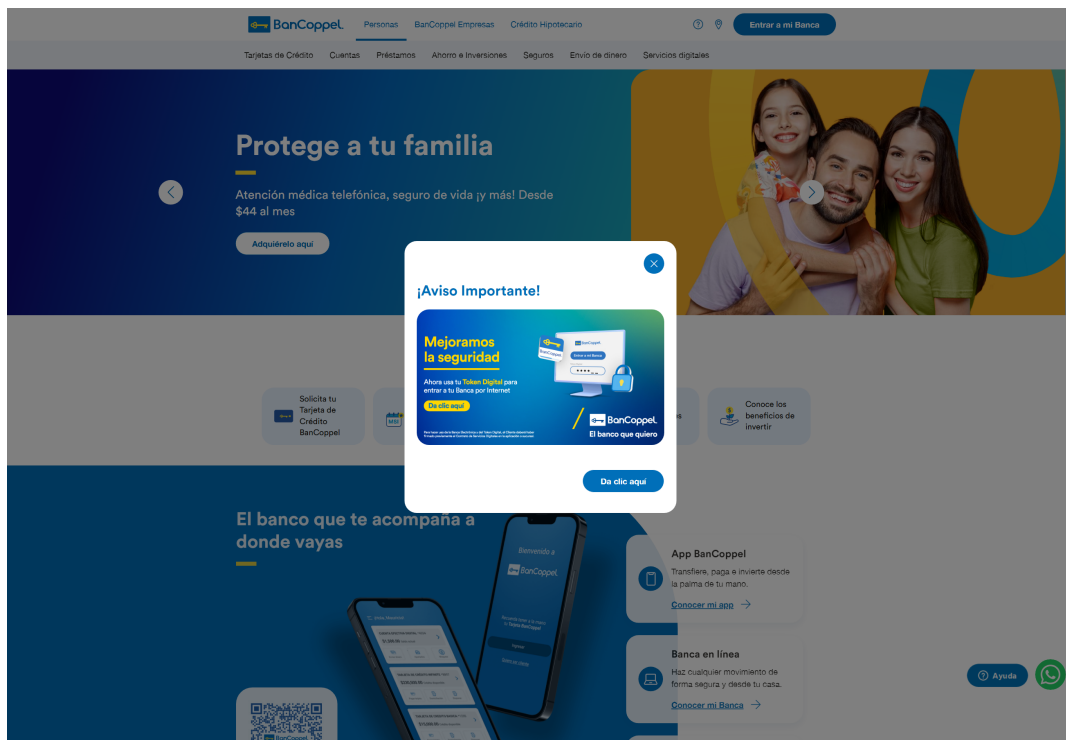 BanCoppel.
Personas
BanCoppel Empresas
Crédito Hipotecario
Entrar a mi Banca
Tarjetas de Crédito
Cuentas
Préstamos
Ahorro e Inversiones
Seguros
Envío de dinero
Servicios digitales
Protege a tu familia
Atención médica telefónica, seguro de vida ¡y más! Desde
$44 al mes
Adquiérelo aquí
¡Aviso Importante!
Mejoramos
la seguridad
Ahora usa tu Token Digital para
entrar a tu Banca por Internet
Da clic aquí
BanCoppel
Entrar a mi Banca
BanCoppel.
El banco que quiero
Da clic aquí
Solicita tu
Tarjeta de
Crédito
BanCoppel
MSI
Conoce los
beneficios de
invertir
El banco que te acompaña a
donde vayas
Bienvenido a
BanCoppel.
App BanCoppel
Transfiere, paga e invierte desde
la palma de tu mano.
Conocer mi app
Banca en línea
Haz cualquier movimiento de
forma segura y desde tu casa.
Conocer mi Banca
Ayuda
BanCoppel